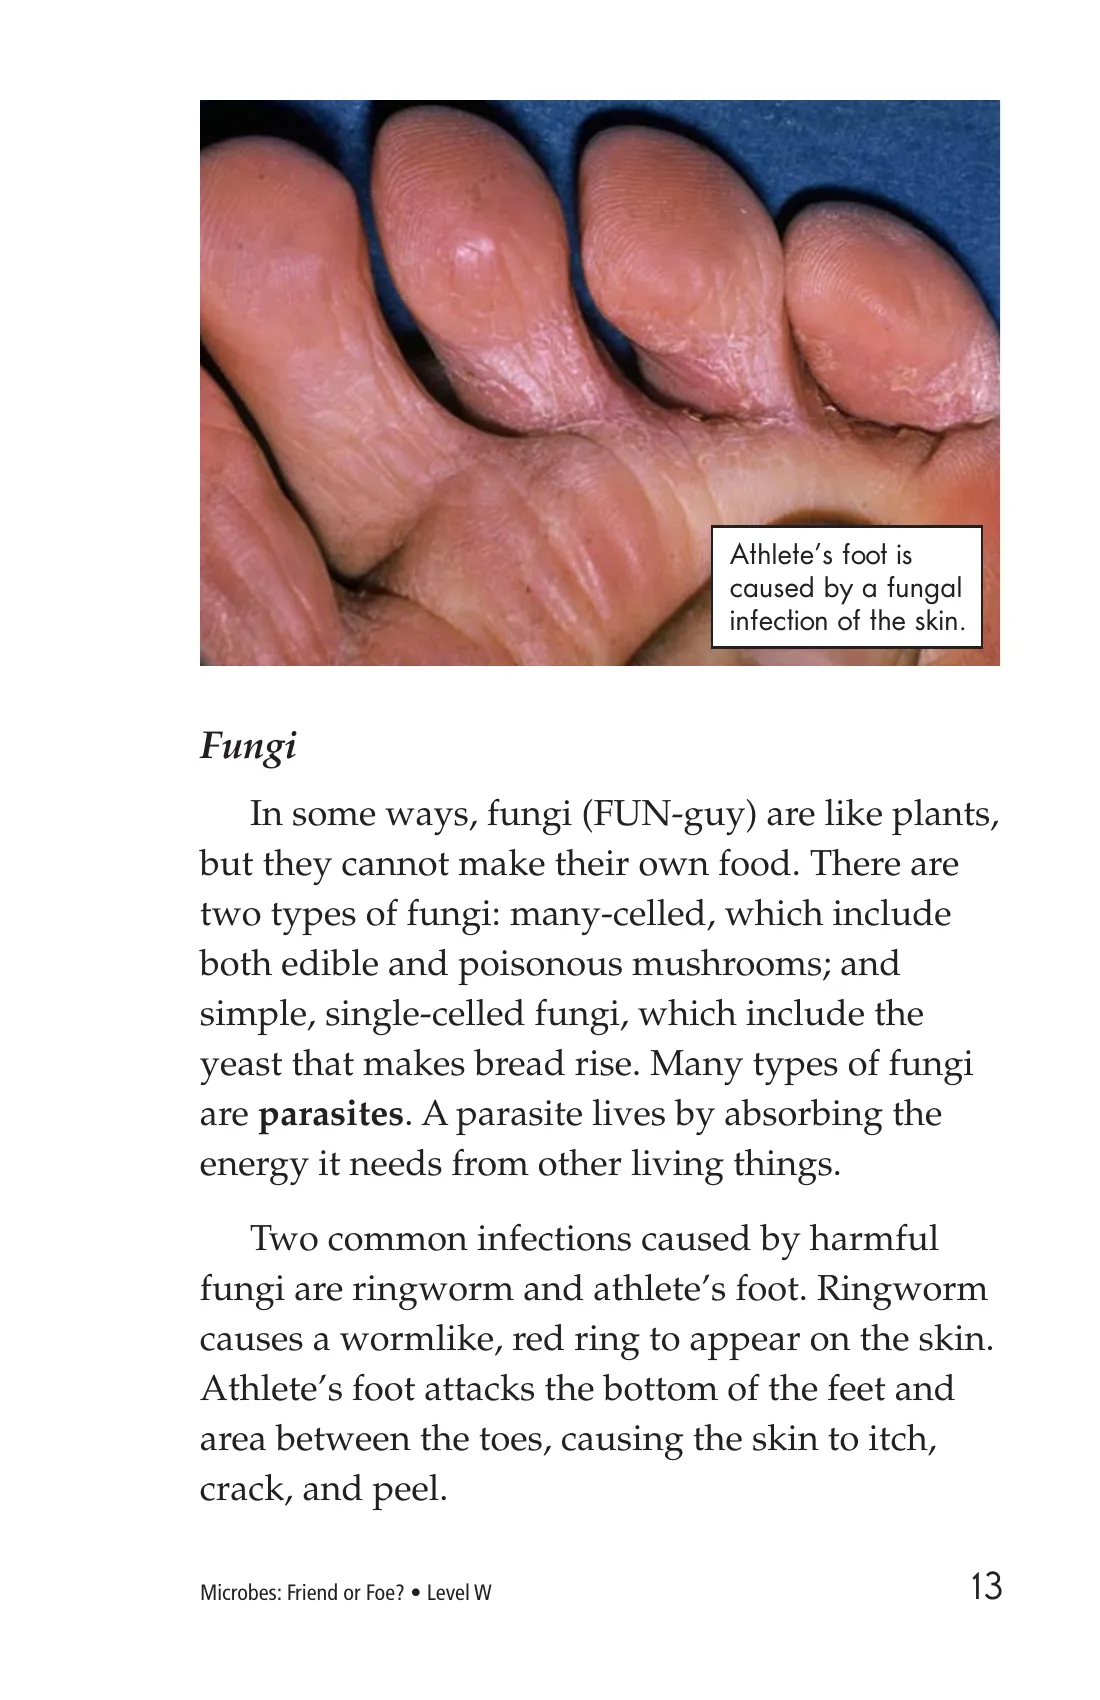 Athlete’s foot is
caused by a fungal
infection of the skin.
Fungi
In some ways, fungi (FUN-guy) are like plants,
but they cannot make their own food. There are
two types of fungi: many-celled, which include
both edible and poisonous mushrooms; and
simple, single-celled fungi, which include the
yeast that makes bread rise. Many types of fungi
are parasites. A parasite lives by absorbing the
energy it needs from other living things.
Two common infections caused by harmful
fungi are ringworm and athlete’s foot. Ringworm
causes a wormlike, red ring to appear on the skin.
Athlete’s foot attacks the bottom of the feet and
area between the toes, causing the skin to itch,
crack, and peel.
Microbes: Friend or Foe? • Level W
13